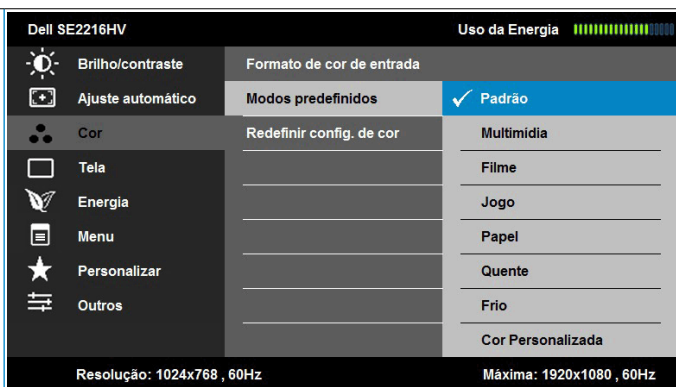 Dell SE2216HV Uso da Energia
Brilho/contraste Formato de cor de entrada
Ajuste automático Modos predefinidos Padrão
Cor Redefinir config. de cor Multimídia
Tela Filme
Energia Jogo
Menu Papel
Personalizar Quente
Outros Frio
Cor Personalizada
Resolução: 1024x768 , 60Hz Máxima: 1920x1080 , 60Hz